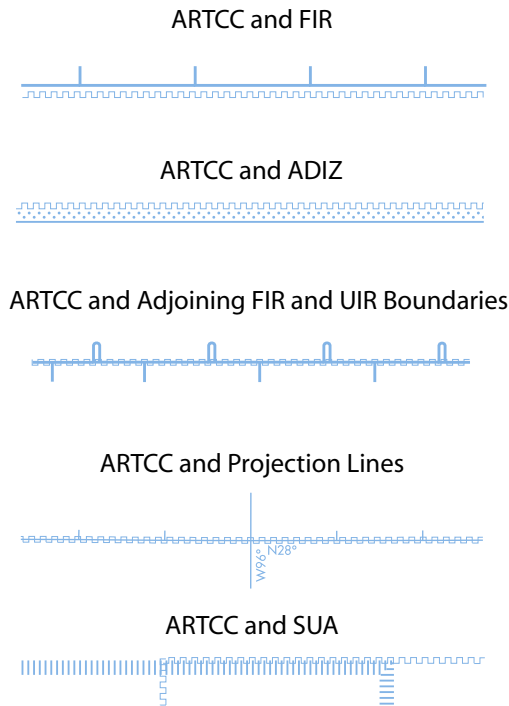 ARTCC and FIR
ARTCC and ADIZ
ARTCC and Adjoining FIR and UIR Boundaries
ARTCC and Projection Lines
N28°
W96°
ARTCC and SUA